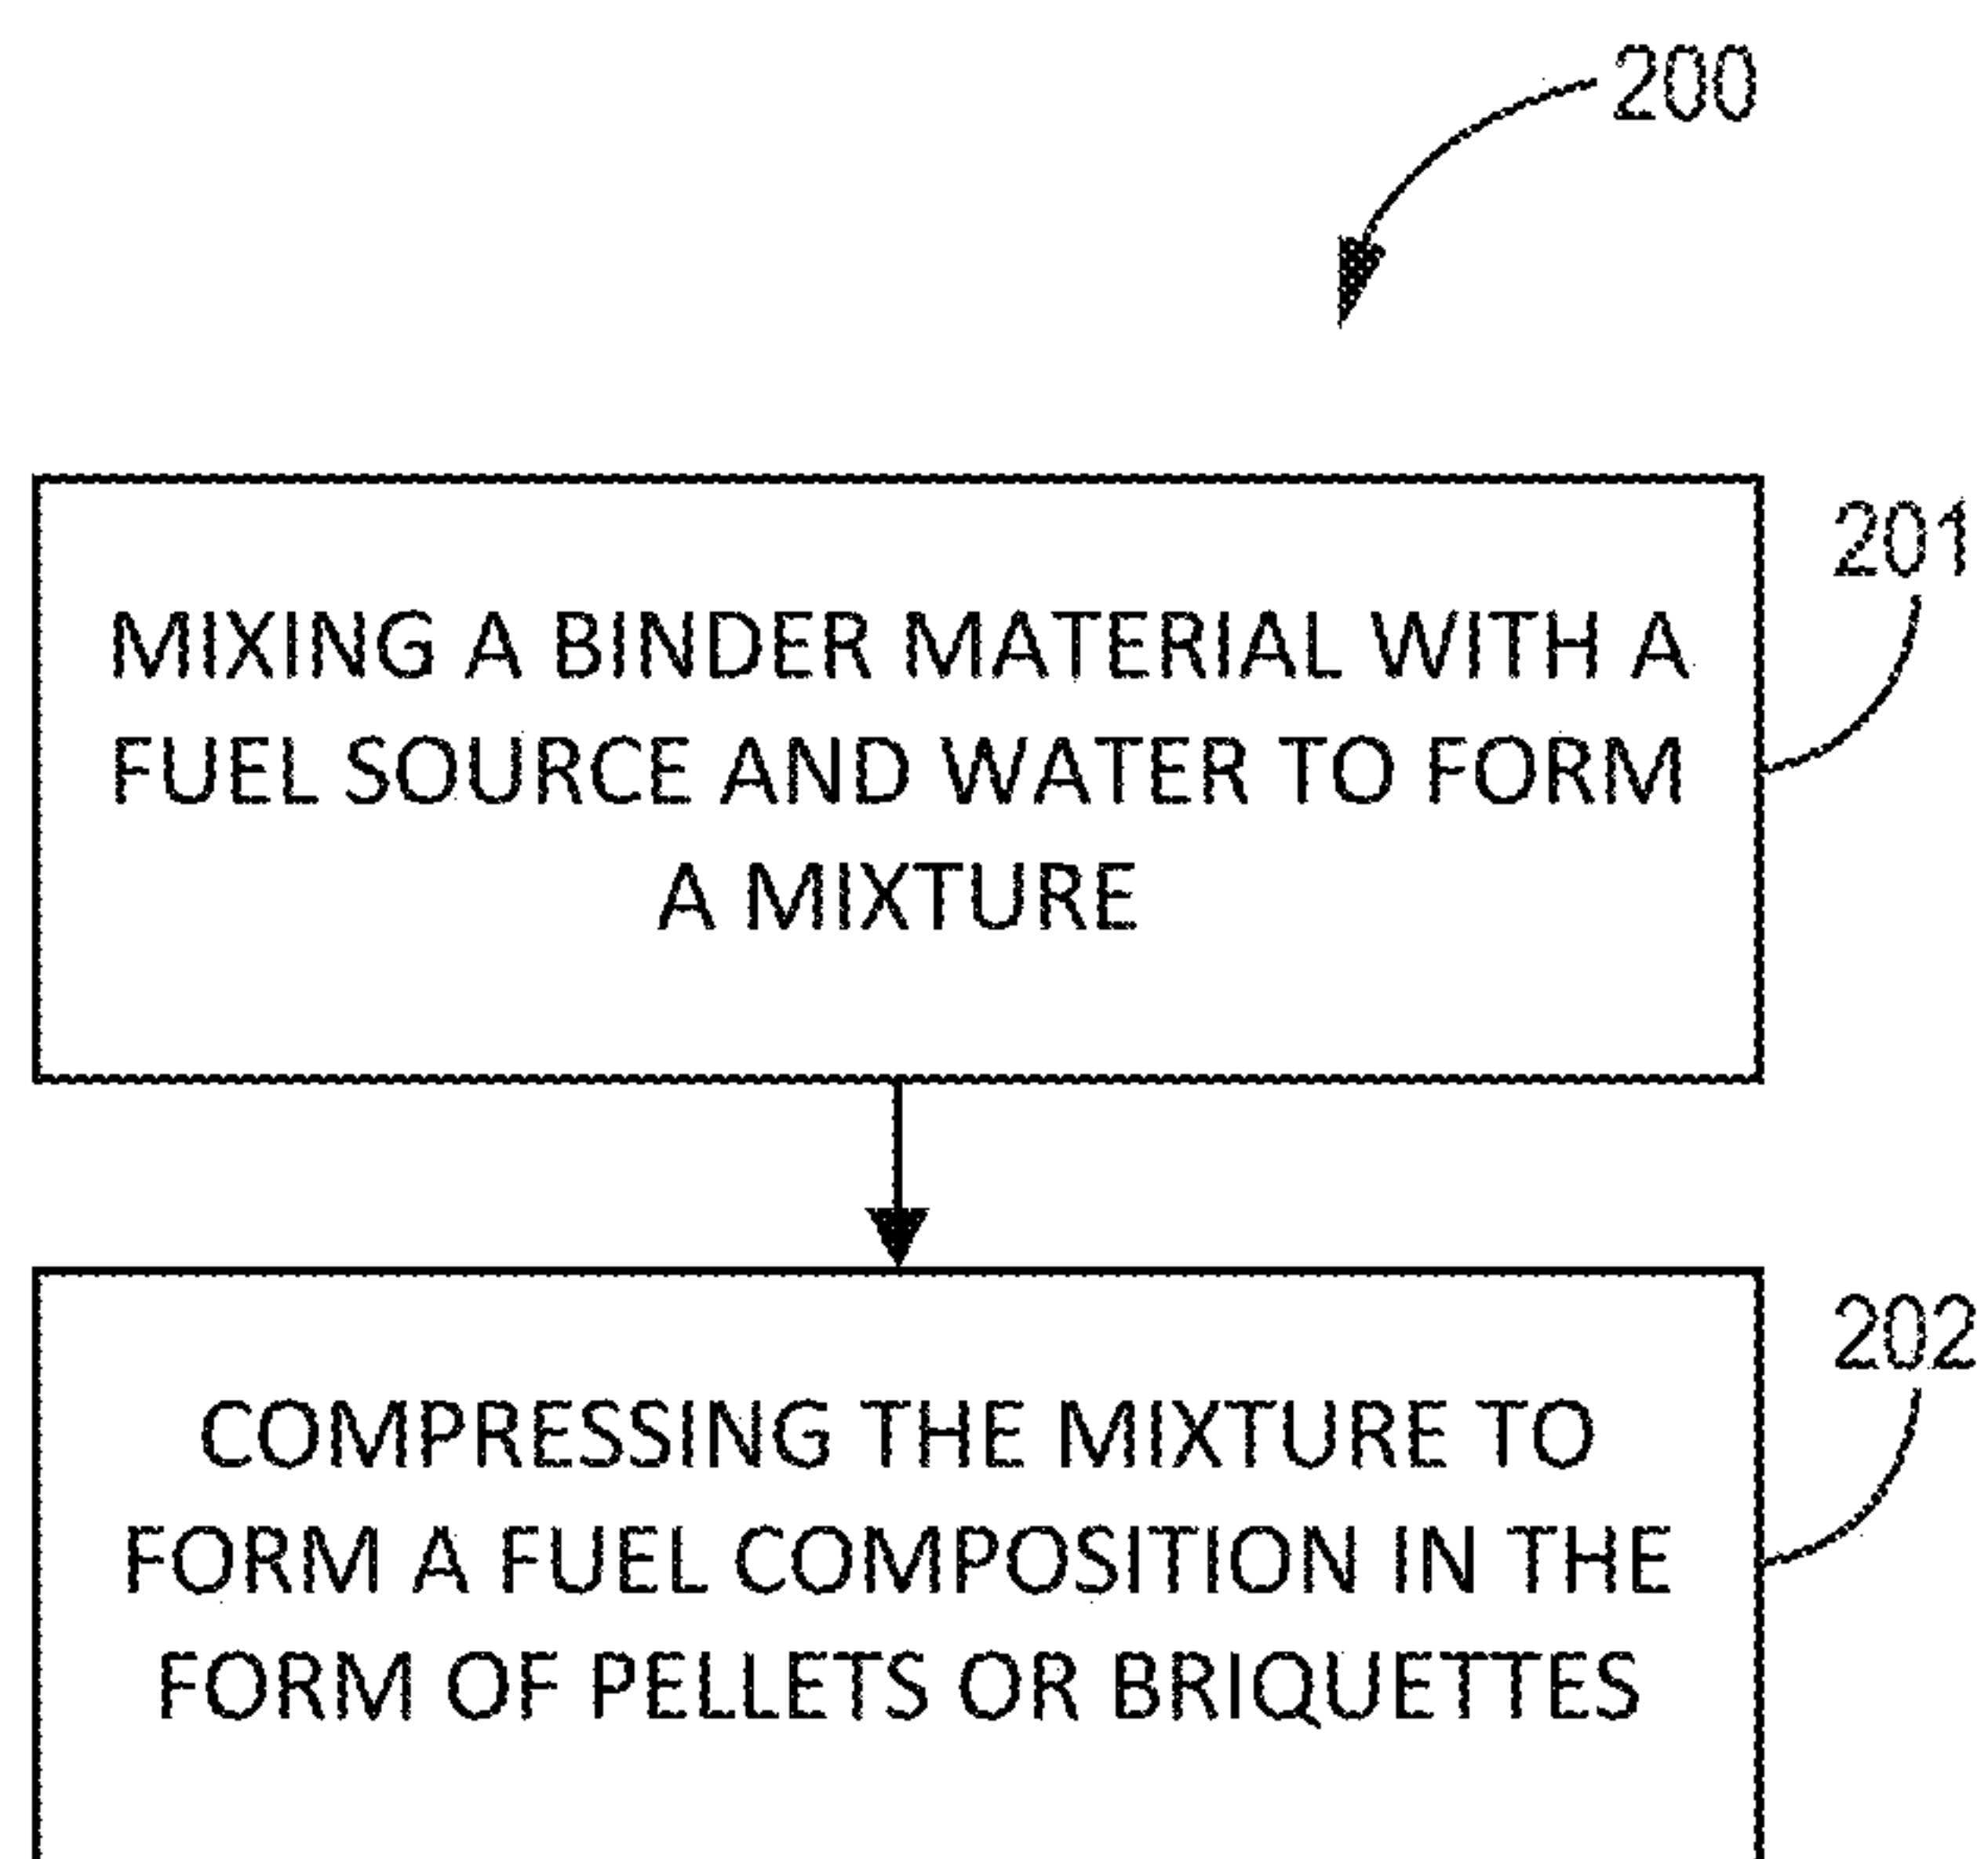 200
201
MIXING A BINDER MATERIAL WITH A
FUEL SOURCE AND WATER TO FORM
A MIXTURE
202
COMPRESSING THE MIXTURE TO
FORM A FUEL COMPOSITION IN THE
FORM OF PELLETS OR BRIQUETTES